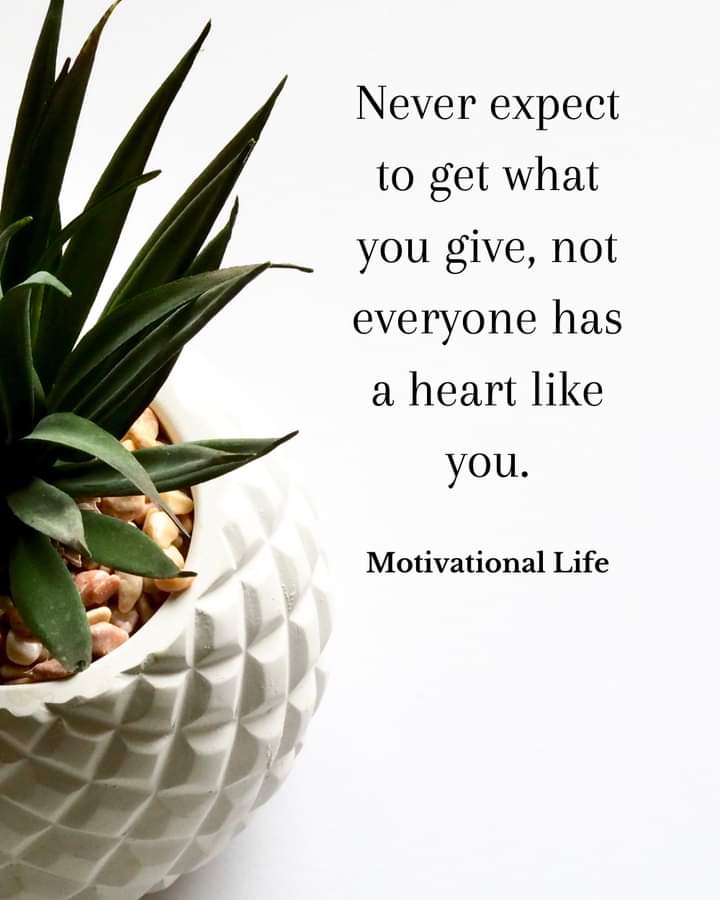 Never expect
to get what
you give, not
everyone has
a heart like
you.
Motivational Life